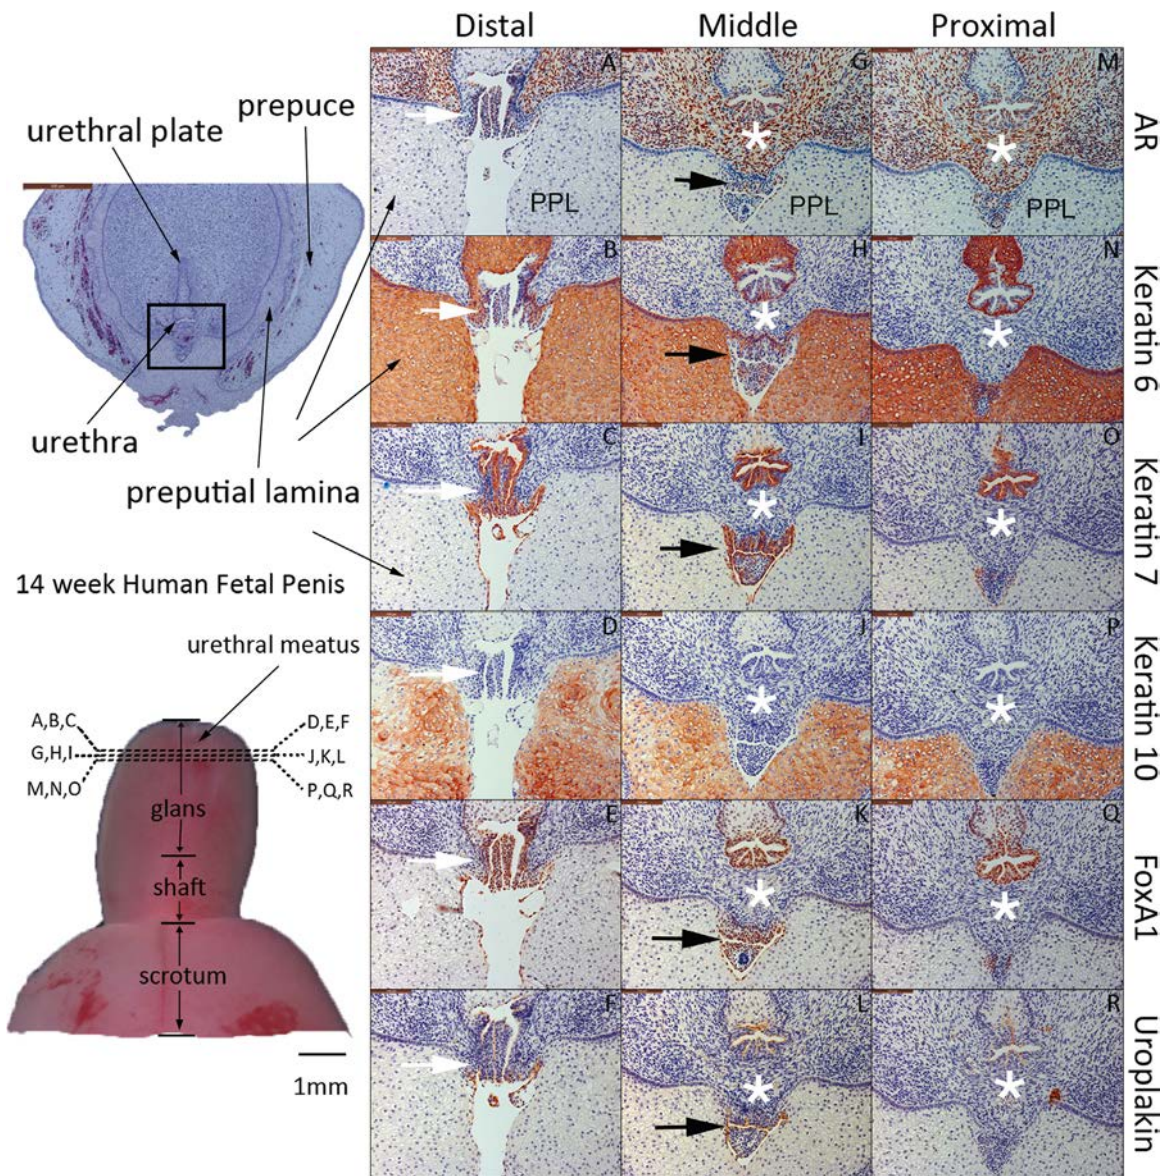 Distal
Middle
Proximal
urethral plate
prepuce
urethra
preputial lamina
14 week Human Fetal Penis
urethral meatus
A,B,C
D,E,F
G,H,I
J,K,L
M,N,O
P,Q,R
glans
shaft
scrotum
1mm
A
PPL
G
PPL
M
PPL
AR
B
H
N
Keratin 6
C
I
O
Keratin 7
D
J
P
Keratin 10
E
K
Q
FoxA1
F
L
R
Uroplakin